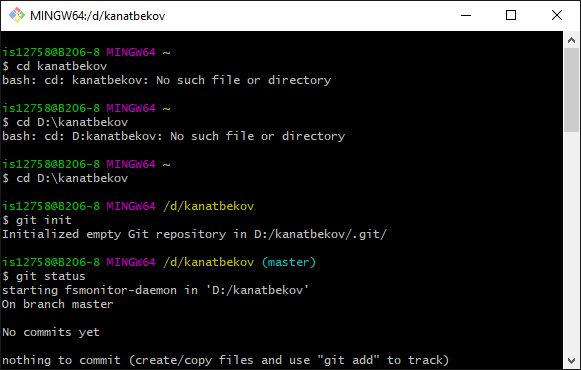 MINGW64:/d/kanatbekov
is12758@B206-8 MINGW64 ~
$ cd kanatbekov
bash: cd: kanatbekov: No such file or directory
is12758@B206-8 MINGW64 ~
$ cd D:\kanatbekov
bash: cd: D:kanatbekov: No such file or directory
is12758@B206-8 MINGW64 ~
$ cd D:\kanatbekov
is12758@B206-8 MINGW64 /d/kanatbekov
$ git init
Initialized empty Git repository in D:/kanatbekov/.git/
is12758@B206-8 MINGW64 /d/kanatbekov (master)
$ git status
starting fsmonitor-daemon in 'D:/kanatbekov'
On branch master
No commits yet
nothing to commit (create/copy files and use "git add" to track)